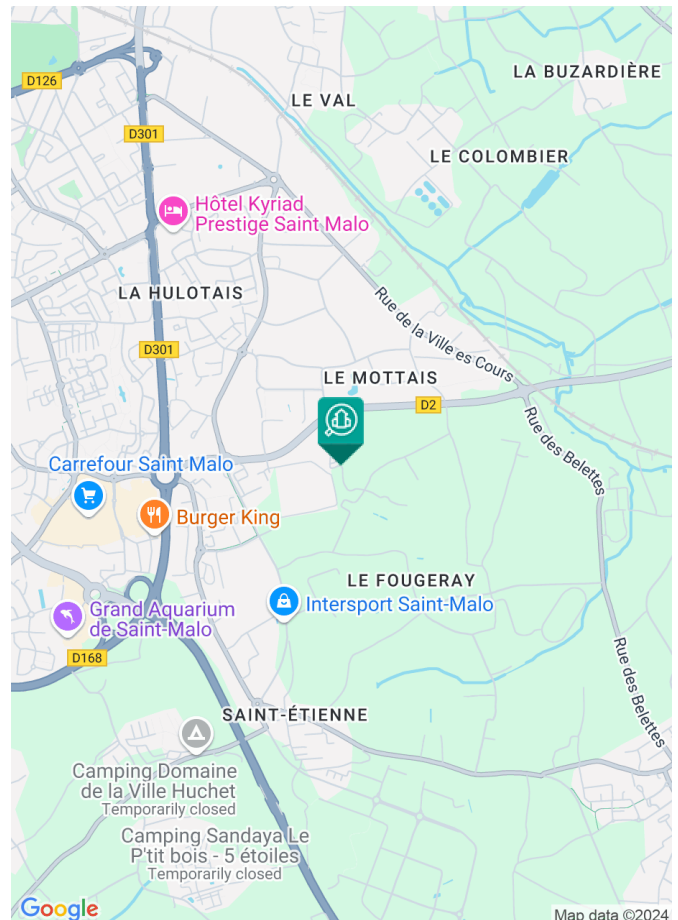 LA BUZARDIÈRE
D126
LE VAL
D301
LE COLOMBIER
Hôtel Kyriad
Prestige Saint Malo
LA HULOTAIS
Rue de la Ville es Cours
D301
LE MOTTAIS
D2
Rue des Belettes
Carrefour Saint Malo
Burger King
LE FOUGERAY
Intersport Saint-Malo
Grand Aquarium
de Saint-Malo
D168
Rue des Belettes
SAINT-ÉTIENNE
Camping Domaine
de la Ville Huchet
Temporarily closed
Camping Sandaya Le
P'tit bois - 5 étoiles
Temporarily closed
Google
Map data ©2024